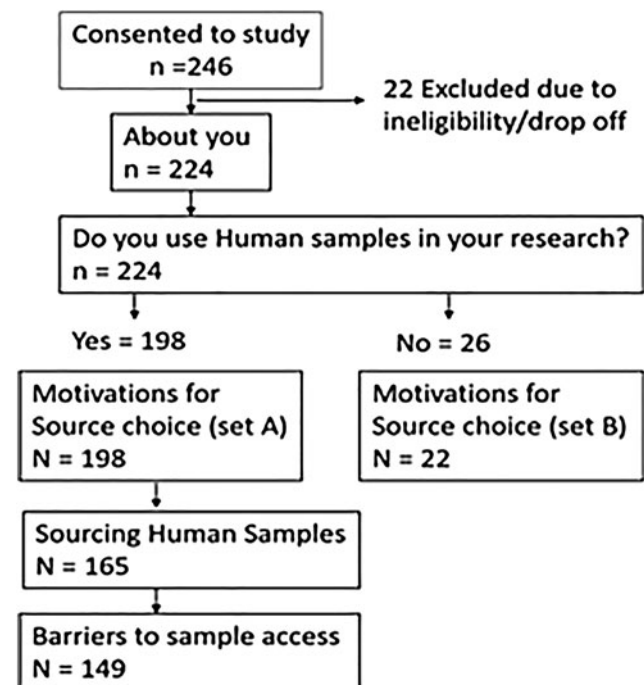 Consented to study
n =246
22 Excluded due to
ineligibility/drop off
About you
n = 224
Do you use Human samples in your research?
n = 224
Yes = 198
No = 26
Motivations for
Source choice (set A)
N = 198
Motivations for
Source choice (set B)
N = 22
Sourcing Human Samples
N = 165
Barriers to sample access
N = 149